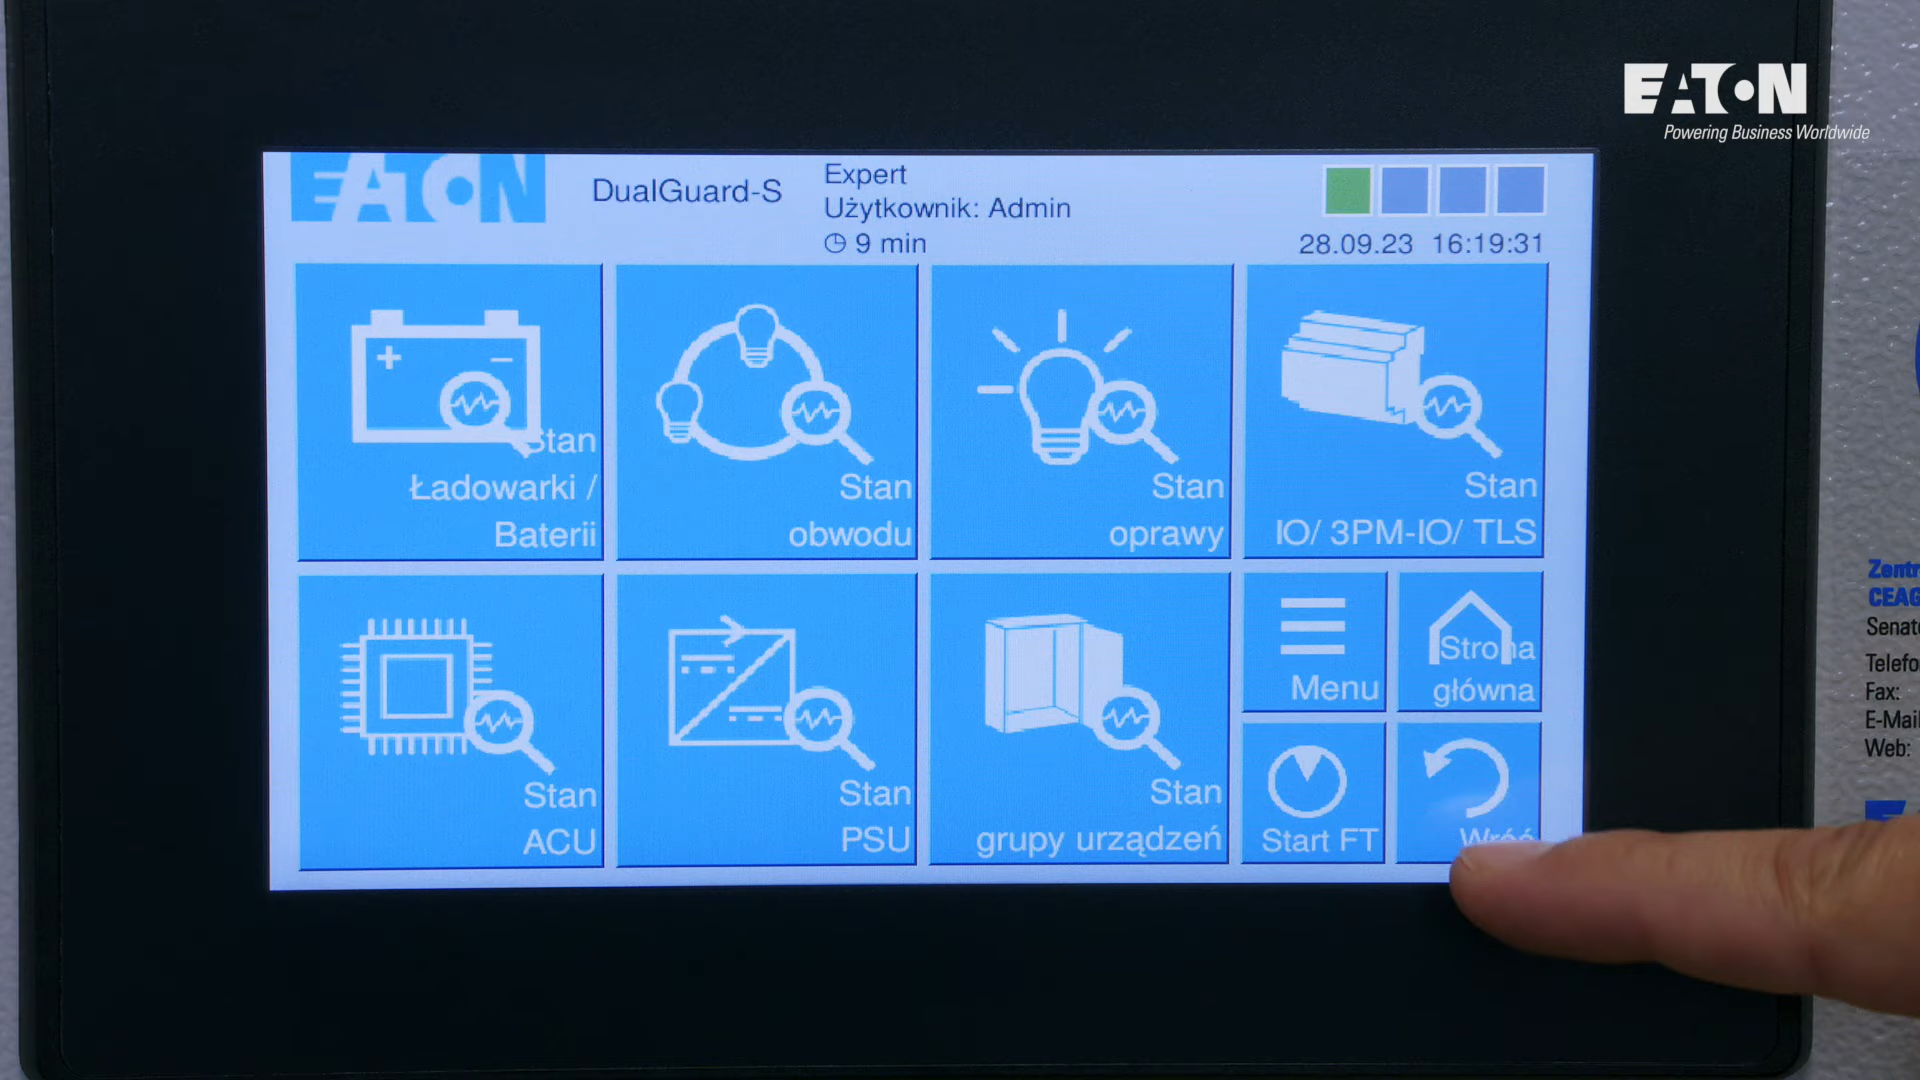 EATON
Powering Business Worldwide
EATON
DualGuard-S
Expert
Użytkownik: Admin
9 min
28.09.23 16:19:31
Stan
Ładowarki /
Baterii
Stan
obwodu
Stan
oprawy
Stan
IO/ 3PM-IO/ TLS
Stan
ACU
Stan
PSU
Stan
grupy urządzeń
Menu
Strona
główna
Start FT
Wróć
CEAG
Fax:
Web: